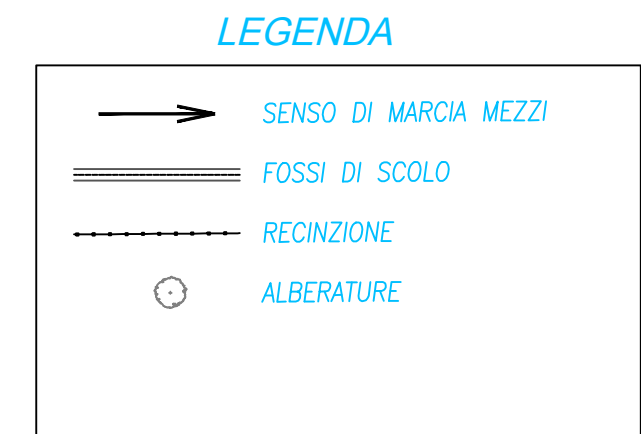 LEGENDA
SENSO DI MARCIA MEZZI
FOSSI DI SCOLO
RECINZIONE
ALBERATURE